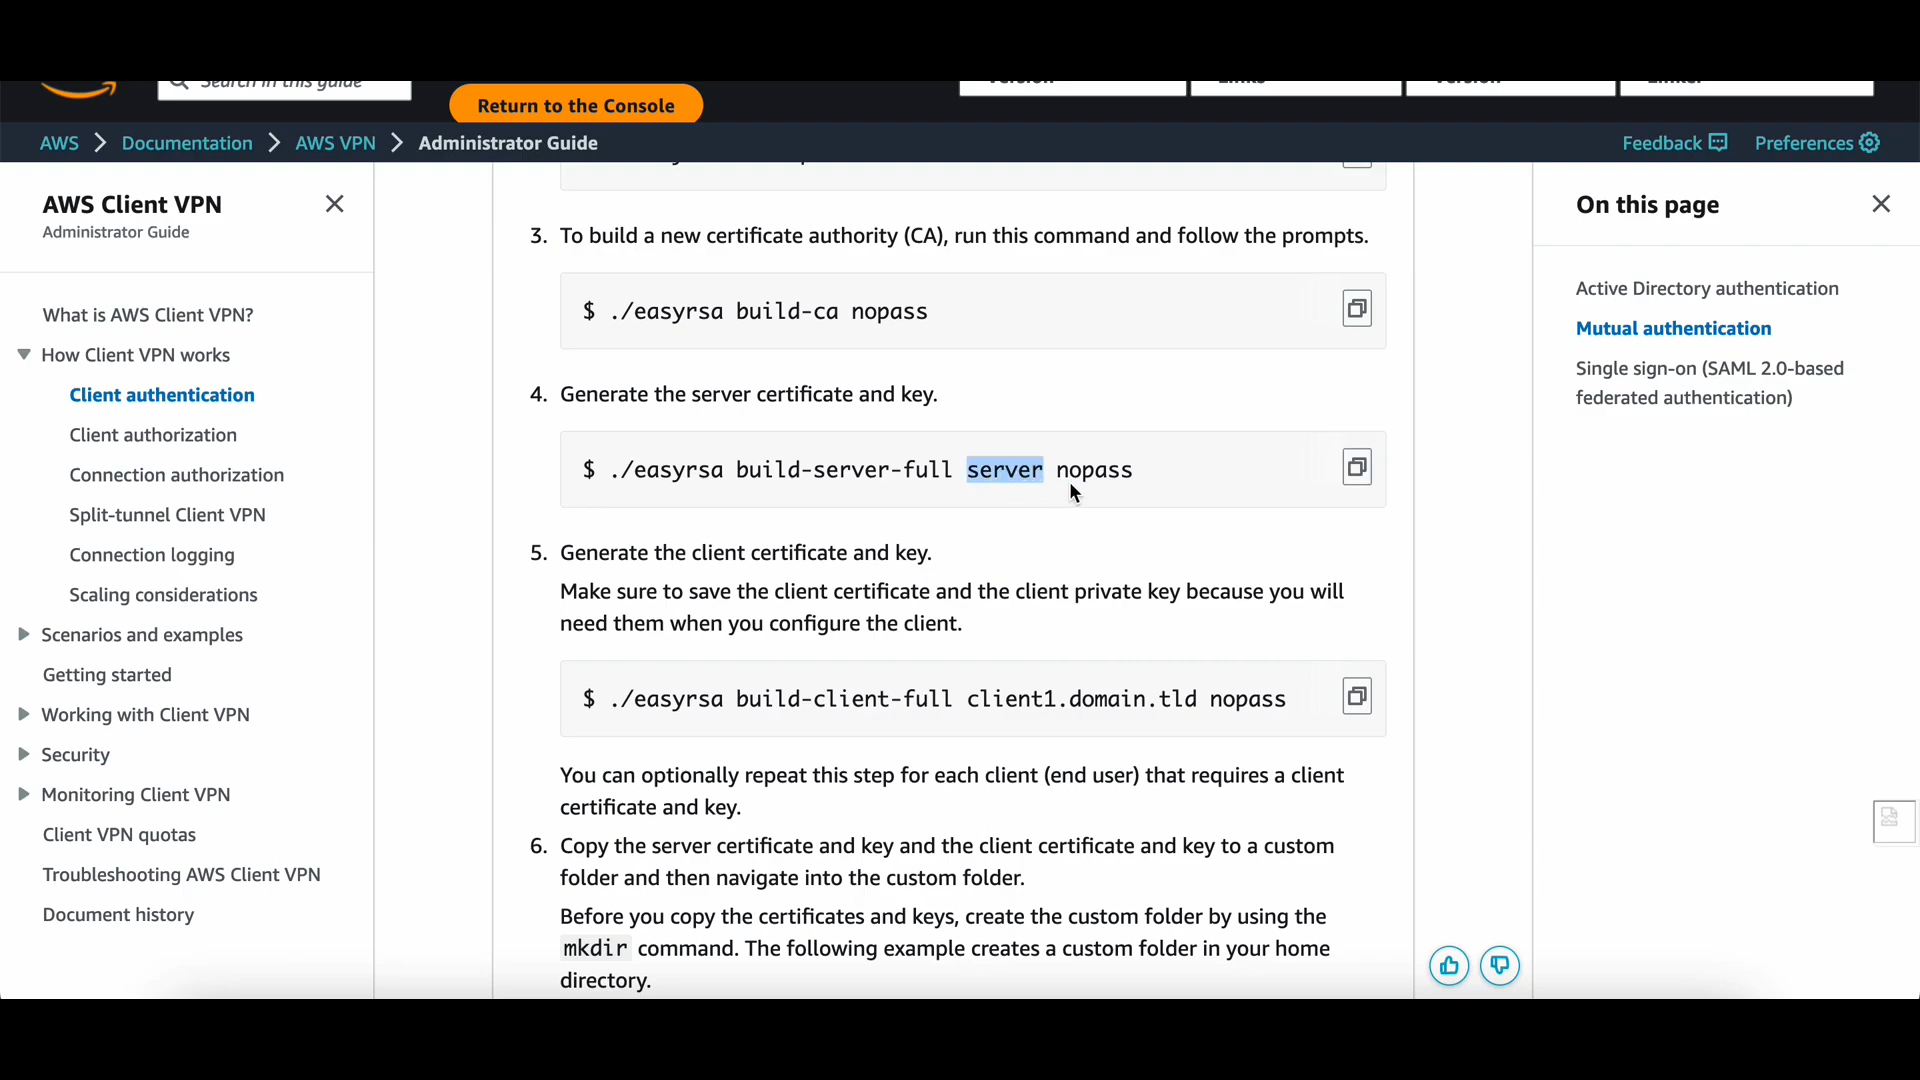 Search in this guide
Return to the Console
AWS > Documentation > AWS VPN > Administrator Guide
Feedback
Preferences
AWS Client VPN
Administrator Guide
What is AWS Client VPN?
How Client VPN works
Client authentication
Client authorization
Connection authorization
Split-tunnel Client VPN
Connection logging
Scaling considerations
Scenarios and examples
Getting started
Working with Client VPN
Security
Monitoring Client VPN
Client VPN quotas
Troubleshooting AWS Client VPN
Document history
3. To build a new certificate authority (CA), run this command and follow the prompts.
$ ./easyrsa build-ca nopass
4. Generate the server certificate and key.
$ ./easyrsa build-server-full server nopass
5. Generate the client certificate and key.
Make sure to save the client certificate and the client private key because you will
need them when you configure the client.
$ ./easyrsa build-client-full client1.domain.tld nopass
You can optionally repeat this step for each client (end user) that requires a client
certificate and key.
6. Copy the server certificate and key and the client certificate and key to a custom
folder and then navigate into the custom folder.
Before you copy the certificates and keys, create the custom folder by using the
mkdir command. The following example creates a custom folder in your home
directory.
On this page
Active Directory authentication
Mutual authentication
Single sign-on (SAML 2.0-based
federated authentication)